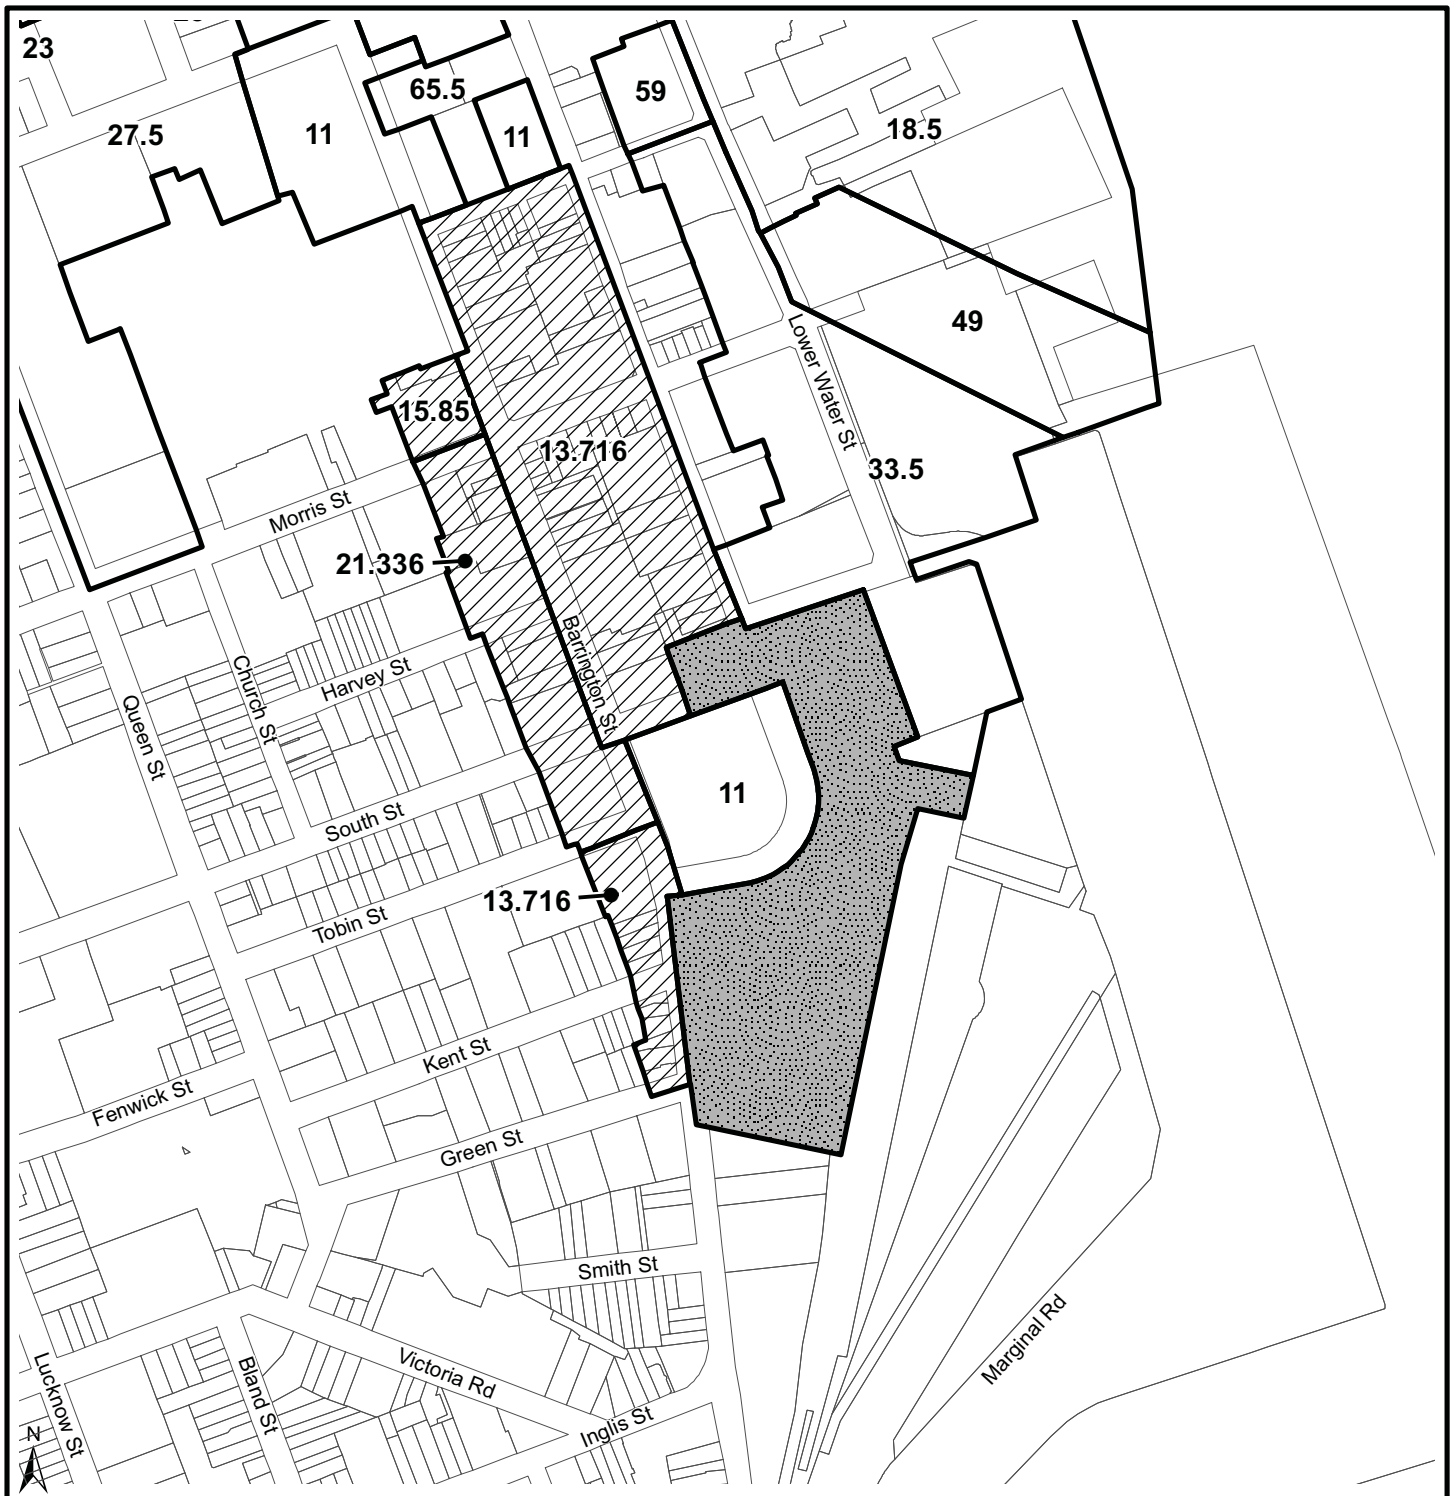 23
65.5
59
27.5
11
11
18.5
49
Lower Water St
15.85
13.716
33.5
Morris St
21.336
Barrington St
Church St
Harvey St
Queen St
11
South St
13.716
Tobin St
Kent St
Fenwick St
Green St
Smith St
Marginal Rd
Victoria Rd
Lucknow St
Bland St
Inglis St
N